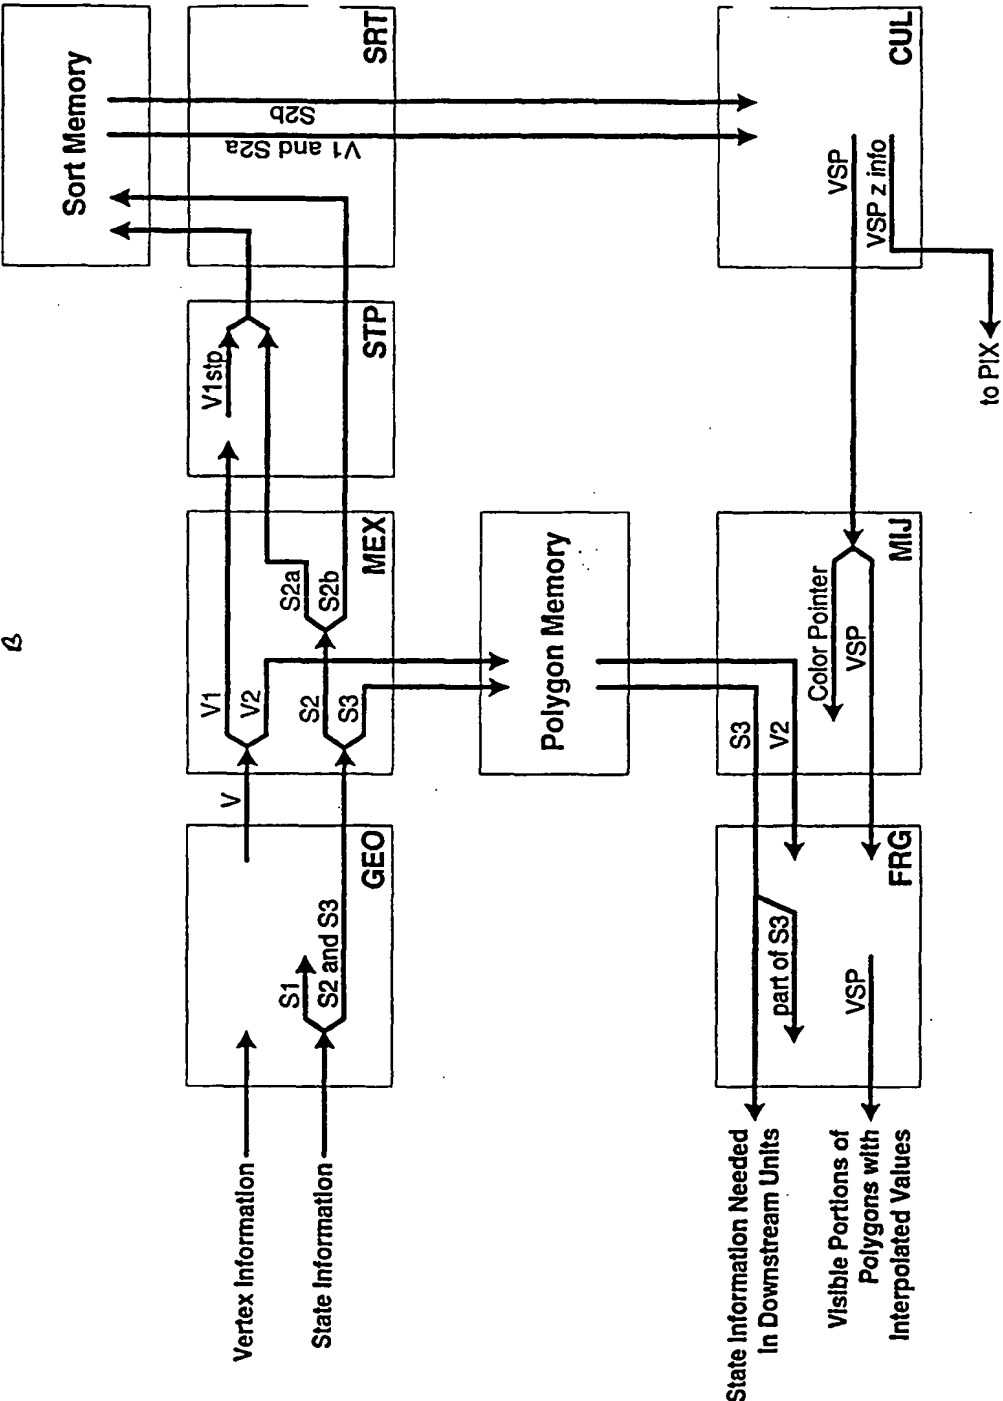 B
Vertex Information
State Information
V
S1
S2 and S3
GEO
V1
V2
S2
S3
S2a
S2b
MEX
V1stp
STP
Sort Memory
V1 and S2a
S2b
SRT
Polygon Memory
State Information Needed
In Downstream Units
Visible Portions of
Polygons with
Interpolated Values
part of S3
VSP
FRG
S3
V2
Color Pointer
VSP
MIJ
VSP
VSP z info
CUL
to PIX